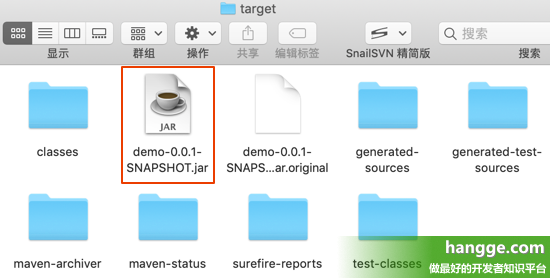 target
显示
群组
操作
共享
编辑标签
SnailSVN 精简版
搜索
搜索
classes
JAR
demo-0.0.1-
SNAPSHOT.jar
demo-0.0.1-
SNAPS...ar.original
generated-
sources
generated-test-
sources
maven-archiver
maven-status
surefire-reports
test-classes
hangge.com
做最好的开发者知识平台